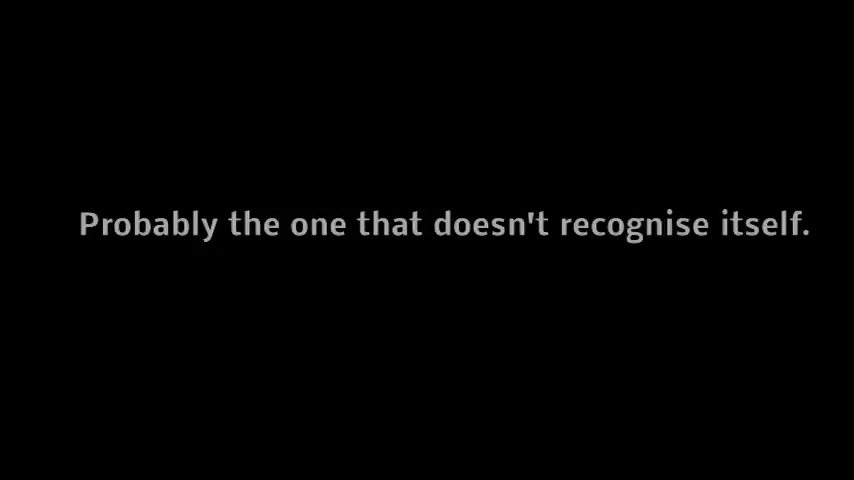 Probably the one that doesn't recognise itself.